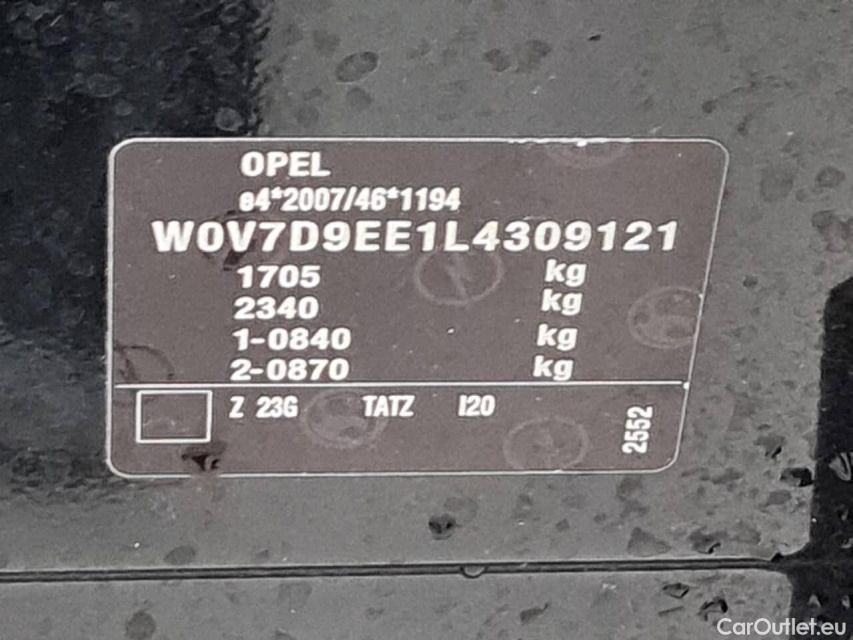 OPEL
e4*2007/46*1194
W0V7D9EE1L4309121
1705 kg
2340 kg
1-0840 kg
2-0870 kg
Z 23G TATZ I20
2552
CarOutlet.eu